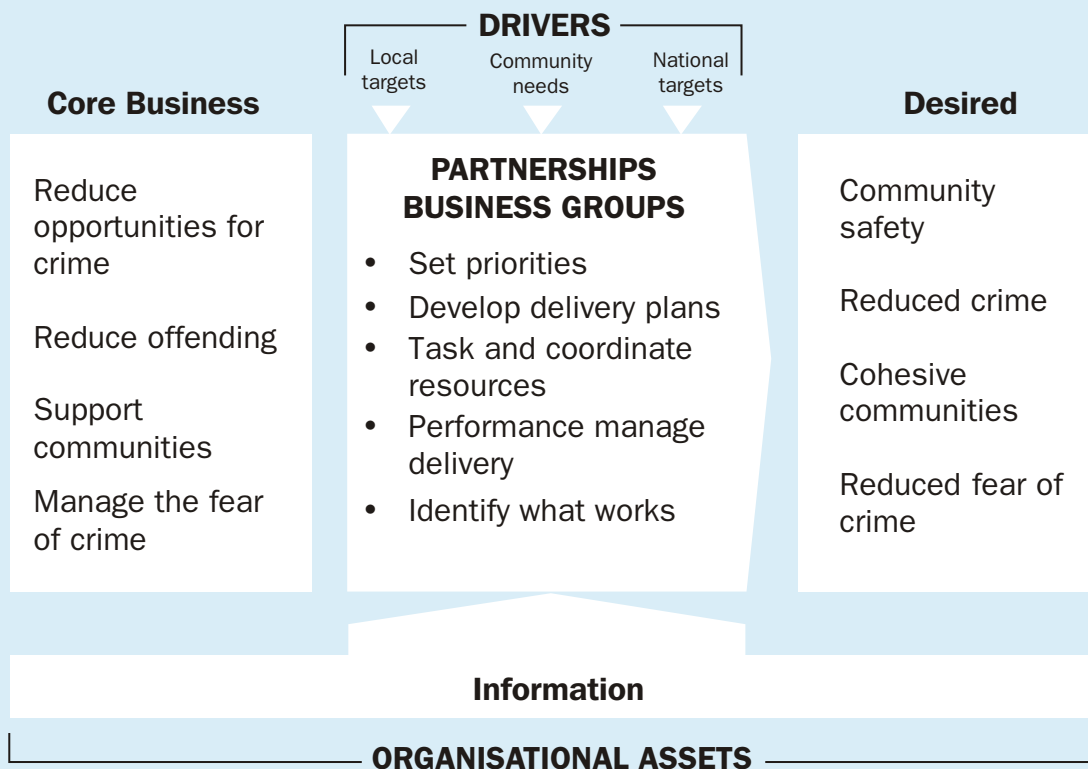 DRIVERS
Local
targets
Community
needs
National
targets
Core Business
Reduce
opportunities for
crime
Reduce offending
Support
communities
Manage the fear
of crime
PARTNERSHIPS
BUSINESS GROUPS
• Set priorities
• Develop delivery plans
• Task and coordinate
resources
• Performance manage
delivery
• Identify what works
Desired
Community
safety
Reduced crime
Cohesive
communities
Reduced fear of
crime
Information
ORGANISATIONAL ASSETS